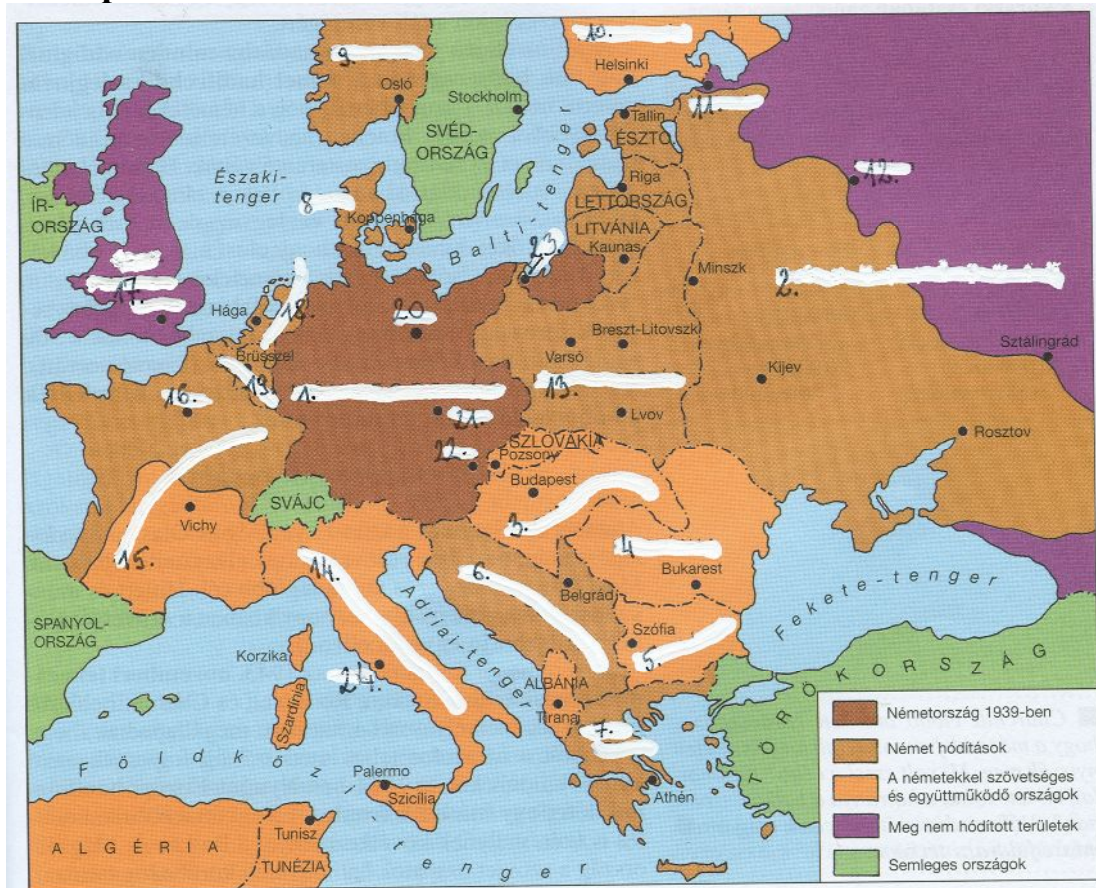 9.
10.
Osló
Helsinki
Stockholm
11.
Tallin
SVÉD-
ORSZÁG
ÉSZTO
Északi-
tenger
12.
Riga
8
LETTORSZÁG
ÍR-
ORSZÁG
Koppenhága
Balti-tenger
LITVÁNIA
23.
Kaunas
Minszk
2.
17.
18.
Hága
20
Breszt-Litovszk
Sztálingrád
Brüsszel
Varsó
Kijev
19.
1.
13.
16.
21.
Lvov
Rosztov
22.
SZLOVÁKIA
Pozsony
SVÁJC
Budapest
Vichy
3.
15.
14.
6.
4
Bukarest
Belgrád
Fekete-tenger
SPANYOL-
ORSZÁG
Adriai-tenger
Szófia
5.
Korzika
24.
ALBÁNIA
TÖRÖKORSZÁG
Szardínia
Tirana
7.
Németország 1939-ben
Német hódítások
A németekkel szövetséges
és együttműködő országok
Meg nem hódított területek
Semleges országok
Földközi-tenger
Palermo
Szicília
Athén
Tunisz
ALGÉRIA
TUNÉZIA